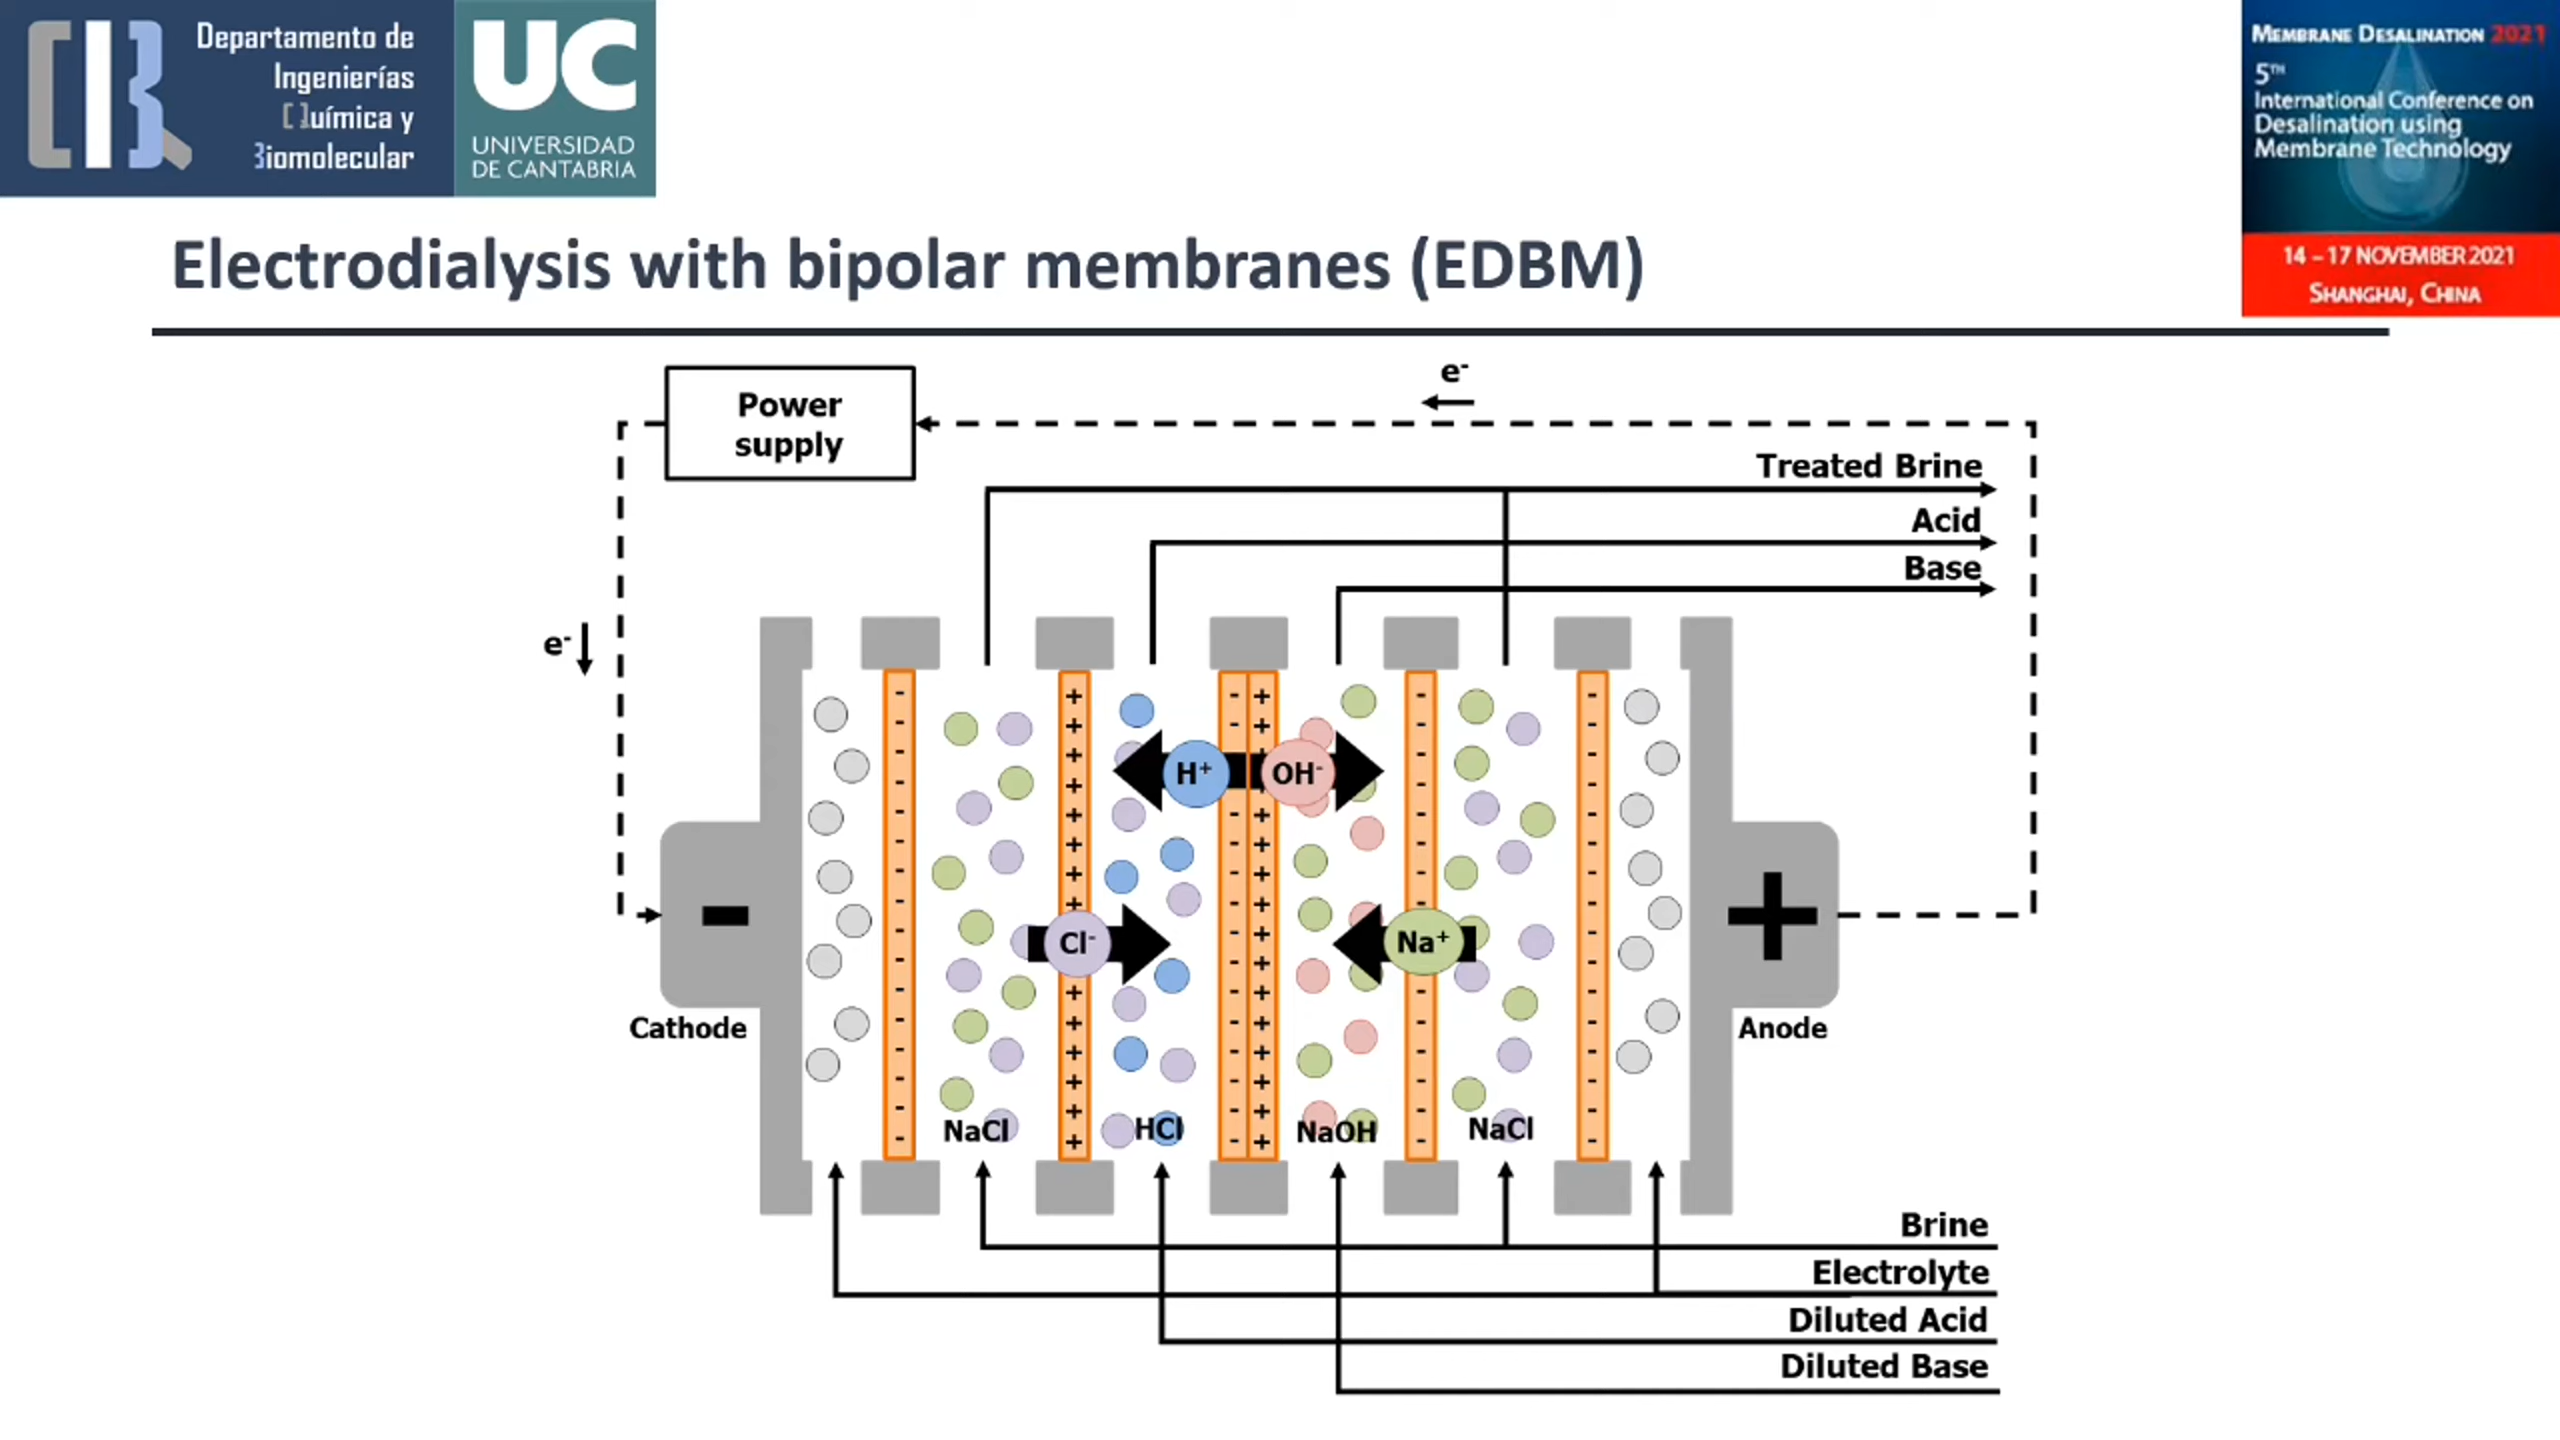 Departamento de
Ingenierías
Química y
Biomolecular
UC
UNIVERSIDAD
DE CANTABRIA
MEMBRANE DESALINATION 2021
5TH
International Conference on
Desalination using
Membrane Technology
14 – 17 NOVEMBER 2021
SHANGHAI, CHINA
Electrodialysis with bipolar membranes (EDBM)
Power
supply
e-
Treated Brine
Acid
Base
e-
H+
OH-
Cl-
Na+
Cathode
Anode
NaCl
HCl
NaOH
NaCl
Brine
Electrolyte
Diluted Acid
Diluted Base